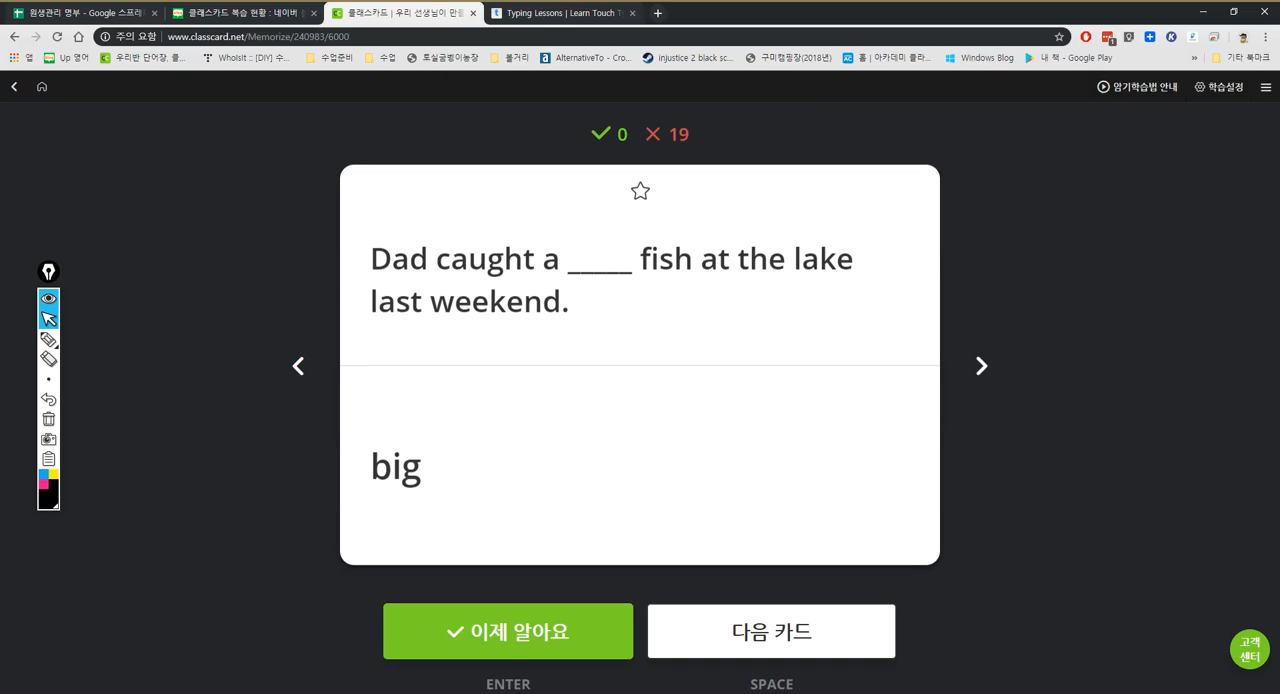 원생관리 명부 - Google 스프레
클래스카드 복습 현황 : 네이버
클래스카드 | 우리 선생님이 만든
Typing Lessons | Learn Touch T
주의 요함 | www.classcard.net/Memorize/240983/6000
앱 Up 영어 우리반 단어장, 클... WhoIst :: [DIY] 수... 수업준비 수업 토실굼벵이농장 볼거리 AlternativeTo - Cro... injustice 2 black sc... 구미캠핑장(2018년) 홈 | 아카데미 클라... Windows Blog 내 책 - Google Play » 기타 북마크
암기학습법 안내 학습설정
0 19
Dad caught a _____ fish at the lake
last weekend.
big
이제 알아요 다음 카드
ENTER SPACE
고객
센터